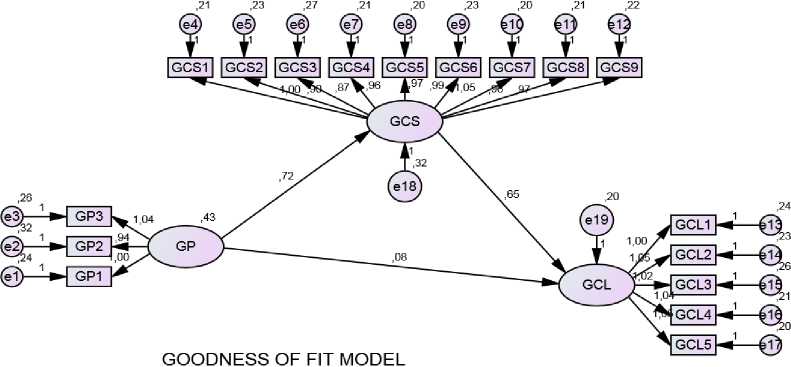 ,21 ,23 ,27 ,21 ,20 ,23 ,20 ,21 ,22
e4 e5 e6 e7 e8 e9 e10 e11 e12
1 1 1 1 1 1 1 1 1
GCS1 GCS2 GCS3 GCS4 GCS5 GCS6 GCS7 GCS8 GCS9
1,00 ,90 ,87 ,96 ,97 ,99 1,05 ,98 ,97
GCS
1 ,32
e18
,72
,65
,20
e19
1
,26
e3 1 GP3 1,04
,32
e2 1 GP2 ,94
,24
e1 1 GP1 1,00
,43
GP
,08
GCL
1,00 GCL1 1 e13 ,24
1,05 GCL2 1 e14 ,23
1,02 GCL3 1 e15 ,26
1,04 GCL4 1 e16 ,21
GCL5 1 e17 ,20
GOODNESS OF FIT MODEL